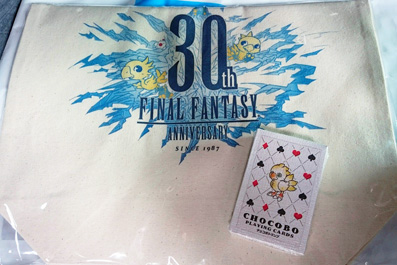 30th
FINAL FANTASY
ANNIVERSARY
SINCE 1987
CHOCOBO
PLAYING CARDS